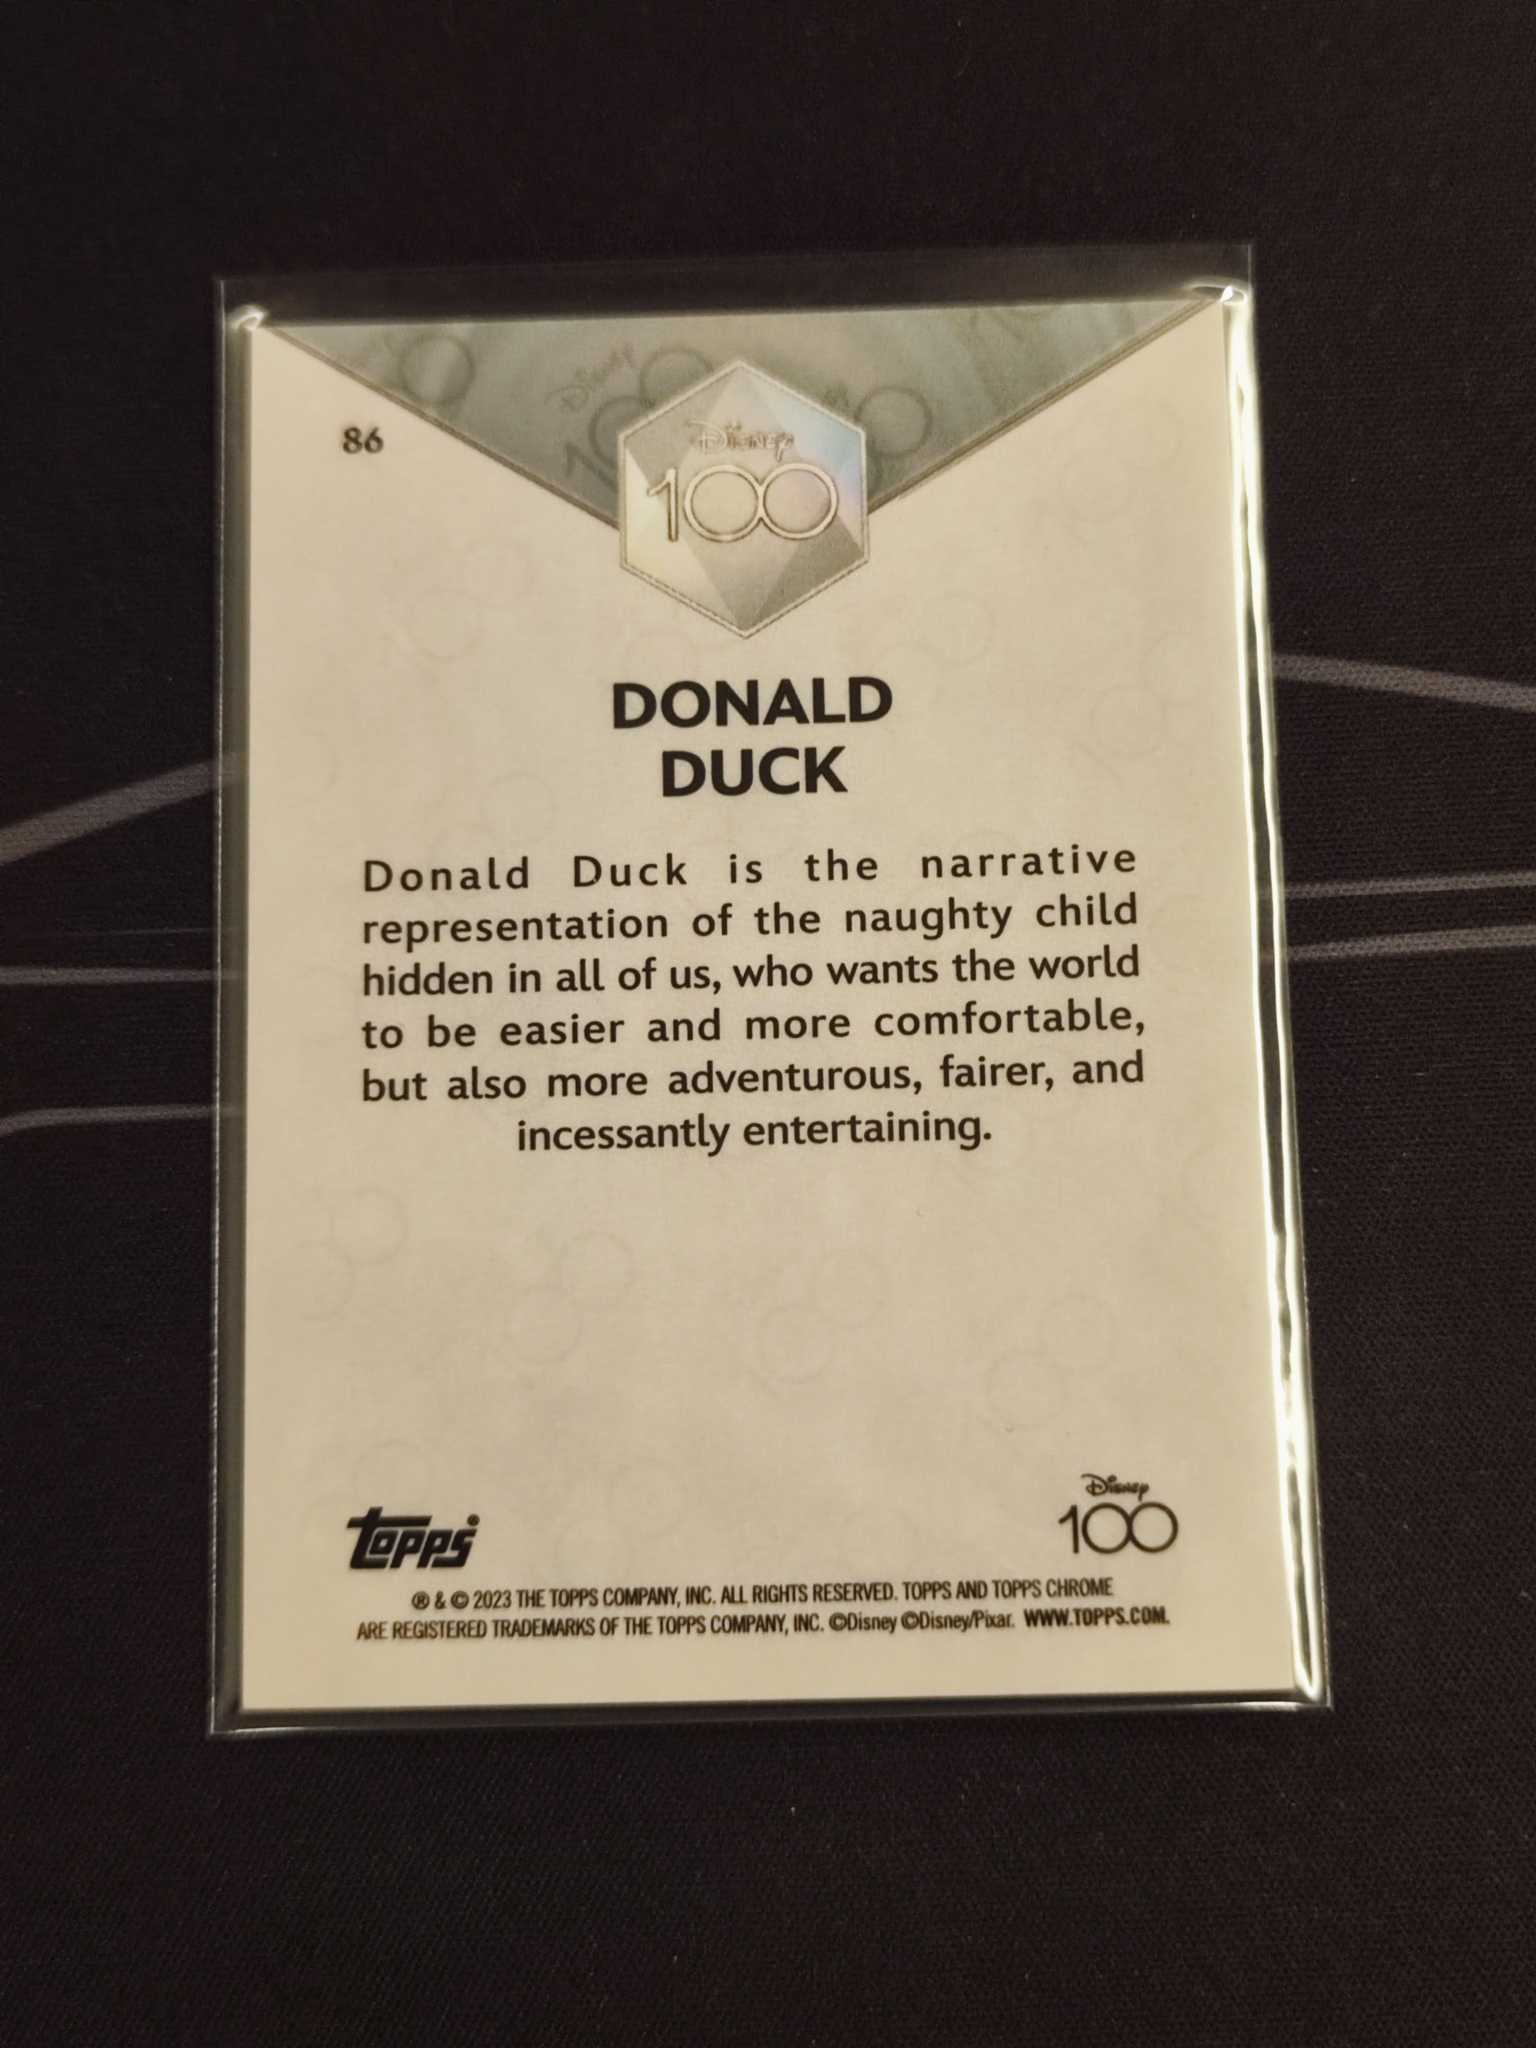 86
Disney
100
DONALD
DUCK
Donald Duck is the narrative
representation of the naughty child
hidden in all of us, who wants the world
to be easier and more comfortable,
but also more adventurous, fairer, and
incessantly entertaining.
topps
Disney
100
® & © 2023 THE TOPPS COMPANY, INC. ALL RIGHTS RESERVED. TOPPS AND TOPPS CHROME
ARE REGISTERED TRADEMARKS OF THE TOPPS COMPANY, INC. ©Disney ©Disney/Pixar. WWW.TOPPS.COM.